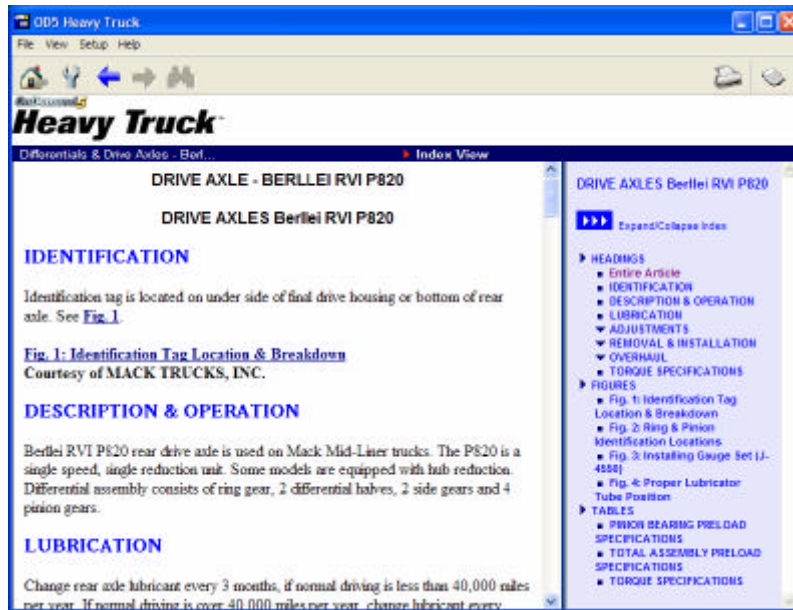 OD5 Heavy Truck
File View Setup Help
Heavy Truck
Differentials & Drive Axles - Berl...
Index View
DRIVE AXLE - BERLLEI RVI P820
DRIVE AXLES Berllei RVI P820
IDENTIFICATION
Identification tag is located on under side of final drive housing or bottom of rear
axle. See Fig. 1.
Fig. 1: Identification Tag Location & Breakdown
Courtesy of MACK TRUCKS, INC.
DESCRIPTION & OPERATION
Berllei RVI P820 rear drive axle is used on Mack Mid-Liner trucks. The P820 is a
single speed, single reduction unit. Some models are equipped with hub reduction.
Differential assembly consists of ring gear, 2 differential halves, 2 side gears and 4
pinion gears.
LUBRICATION
Change rear axle lubricant every 3 months, if normal driving is less than 40,000 miles
per year. If normal driving is over 40,000 miles per year, change lubricant every
DRIVE AXLES Berllei RVI P820
Expand/Collapse Index
HEADINGS
Entire Article
IDENTIFICATION
DESCRIPTION & OPERATION
LUBRICATION
ADJUSTMENTS
REMOVAL & INSTALLATION
OVERHAUL
TORQUE SPECIFICATIONS
FIGURES
Fig. 1: Identification Tag
Location & Breakdown
Fig. 2: Ring & Pinion
Identification Locations
Fig. 3: Installing Gauge Set (J-
4550)
Fig. 4: Proper Lubricator
Tube Position
TABLES
PINION BEARING PRELOAD
SPECIFICATIONS
TOTAL ASSEMBLY PRELOAD
SPECIFICATIONS
TORQUE SPECIFICATIONS